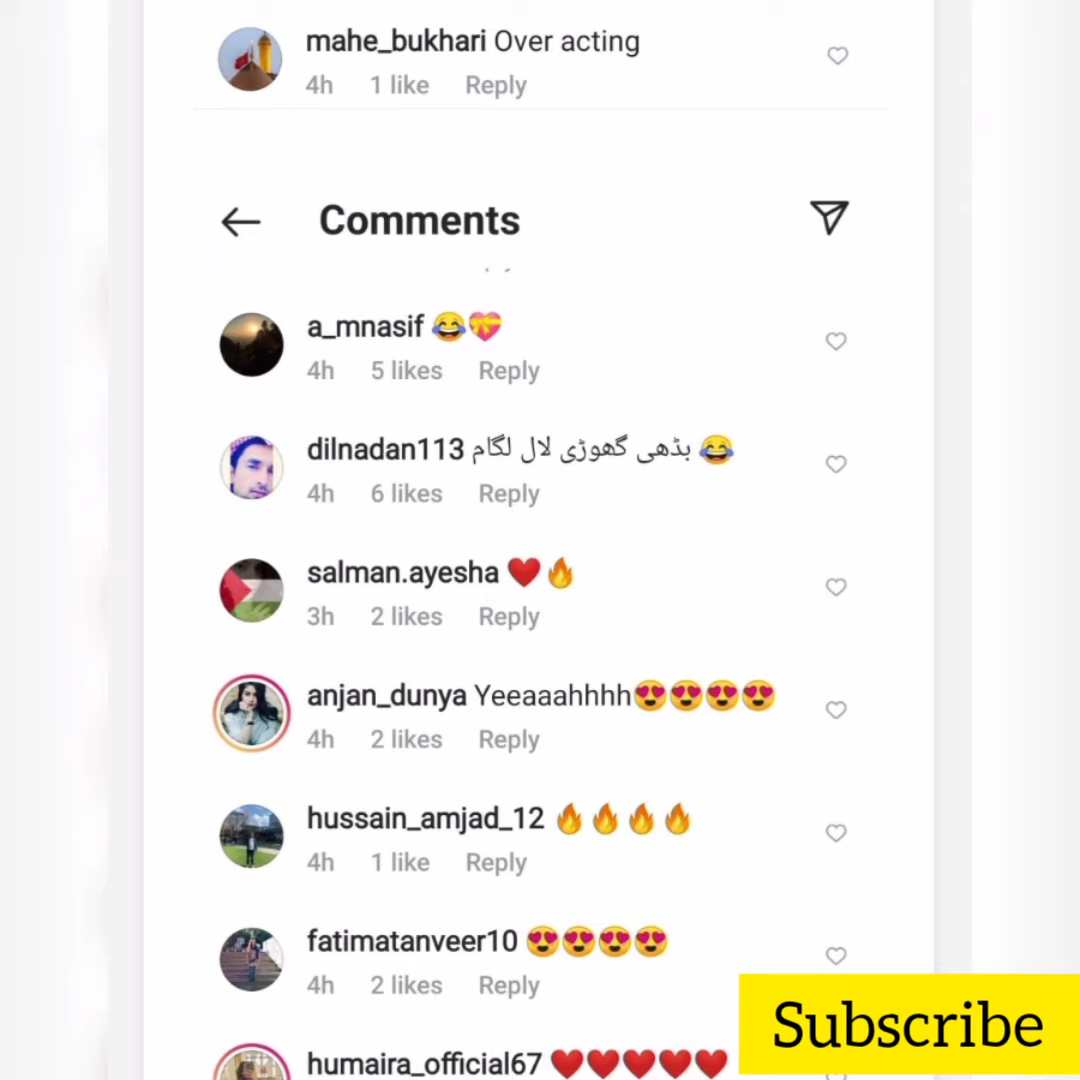 mahe_bukhari Over acting
4h 1 like Reply
Comments
a_mnasif 😂💝
4h 5 likes Reply
dilnadan113 بڈھی گھوڑی لال لگام 😂
4h 6 likes Reply
salman.ayesha ❤️🔥
3h 2 likes Reply
anjan_dunya Yeeaaahhhh😍😍😍😍
4h 2 likes Reply
hussain_amjad_12 🔥🔥🔥🔥
4h 1 like Reply
fatimatanveer10 😍😍😍😍
4h 2 likes Reply
humaira_official67 ❤️❤️❤️❤️❤️
Subscribe